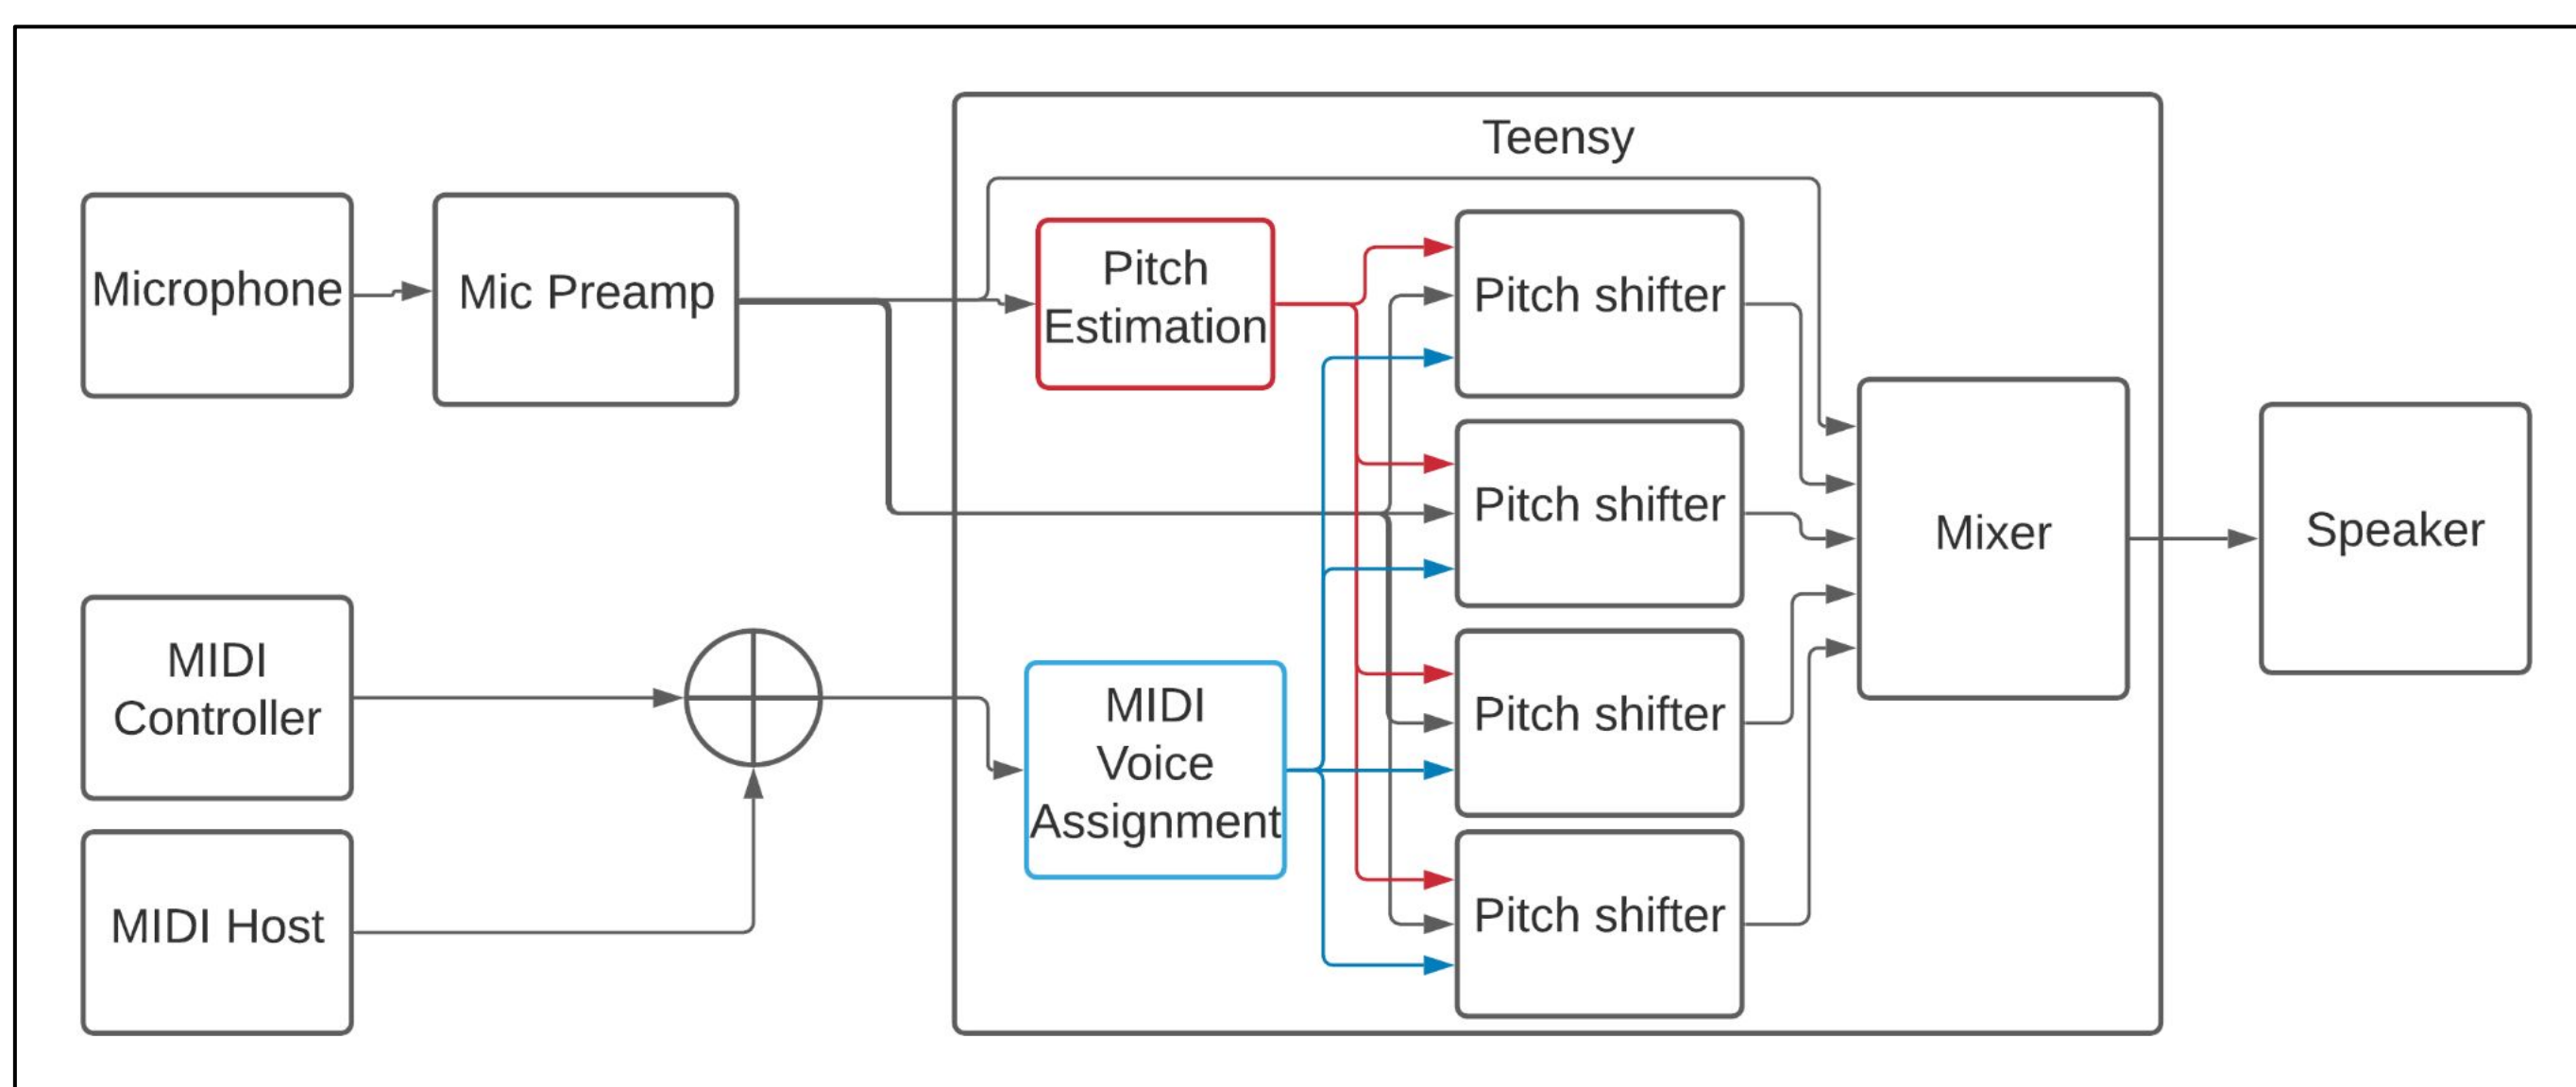 Teensy
Microphone
Mic Preamp
Pitch
Estimation
Pitch shifter
Pitch shifter
Mixer
Speaker
MIDI
Controller
MIDI
Voice
Assignment
Pitch shifter
MIDI Host
Pitch shifter